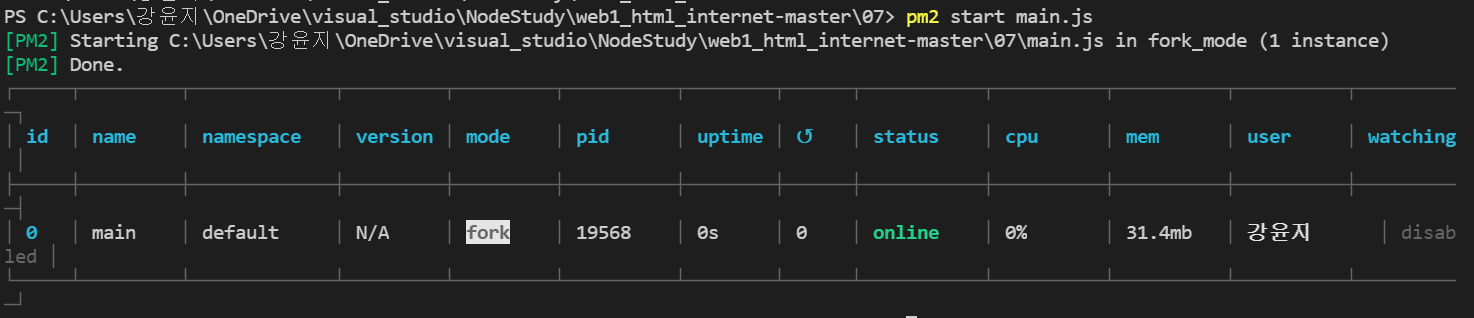 PS C:\Users\강윤지\OneDrive\visual_studio\NodeStudy\web1_html_internet-master\07> pm2 start main.js
[PM2] Starting C:\Users\강윤지\OneDrive\visual_studio\NodeStudy\web1_html_internet-master\07\main.js in fork_mode (1 instance)
[PM2] Done.
│ id │ name │ namespace │ version │ mode │ pid │ uptime │ ↺ │ status │ cpu │ mem │ user │ watching
│
│ 0 │ main │ default │ N/A │ fork │ 19568 │ 0s │ 0 │ online │ 0% │ 31.4mb │ 강윤지 │ disab
led │